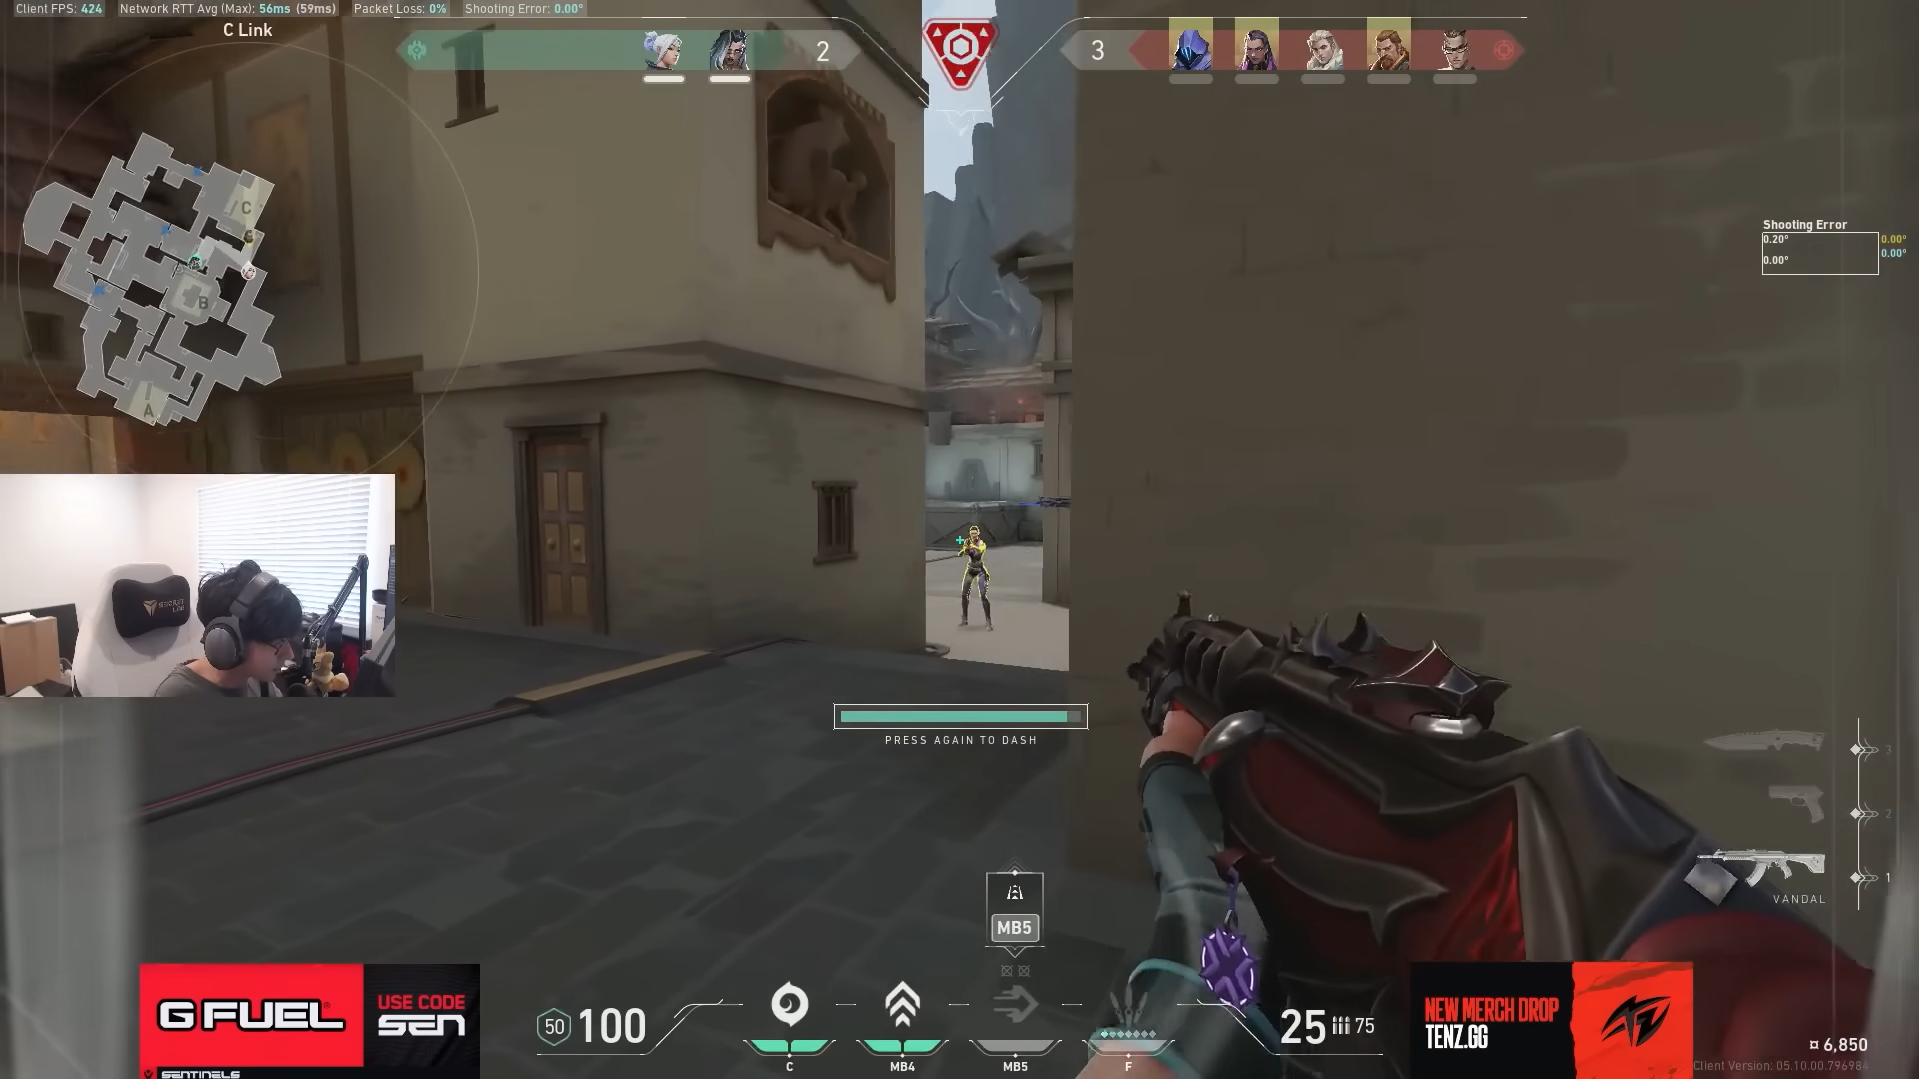 Client FPS: 424
Network RTT Avg (Max): 56ms (59ms)
Packet Loss: 0%
Shooting Error: 0.00°
C Link
2
3
C
B
A
Shooting Error
0.20°
0.00°
0.00°
0.00°
PRESS AGAIN TO DASH
3
2
1
VANDAL
MB5
G FUEL
USE CODE
SEN
SENTINELS
50
100
C
MB4
MB5
F
25
75
NEW MERCH DROP
TENZ.GG
¤ 6,850
Client Version: 05.10.00.796984